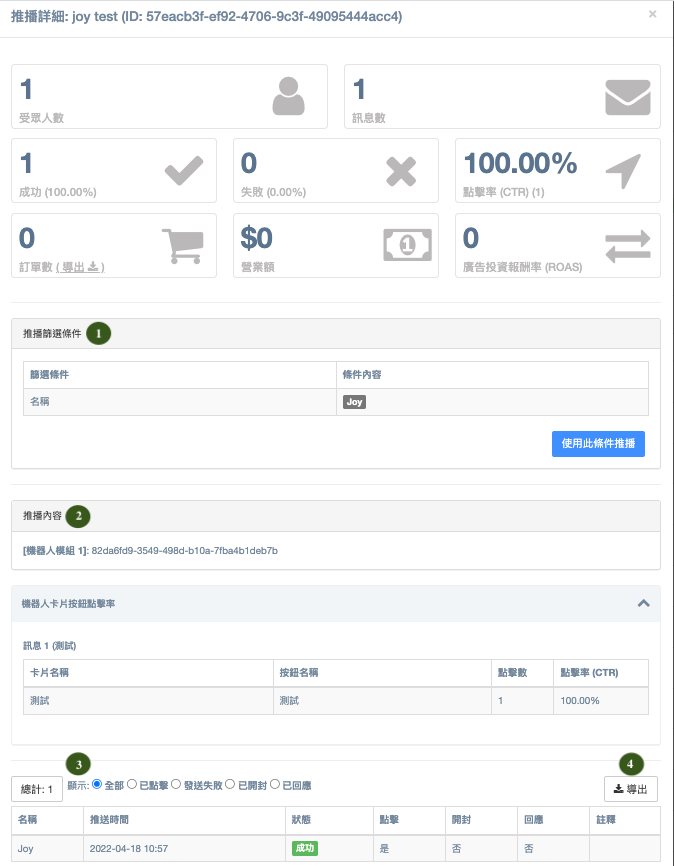 推播詳細: joy test (ID: 57eacb3f-ef92-4706-9c3f-49095444acc4)
×
1
受眾人數
1
訊息數
1
成功 (100.00%)
0
失敗 (0.00%)
100.00%
點擊率 (CTR) (1)
0
訂單數 ( 導出 )
$0
營業額
1
0
廣告投資報酬率 (ROAS)
推播篩選條件 1
篩選條件 條件內容
名稱 Joy
使用此條件推播
推播內容 2
[機器人模組 1]: 82da6fd9-3549-498d-b10a-7fba4b1deb7b
機器人卡片按鈕點擊率
訊息 1 (測試)
卡片名稱 按鈕名稱 點擊數 點擊率 (CTR)
測試 測試 1 100.00%
3 4
總計: 1 顯示: 全部 已點擊 發送失敗 已開封 已回應 導出
名稱 推送時間 狀態 點擊 開封 回應 註釋
Joy 2022-04-18 10:57 成功 是 否 否